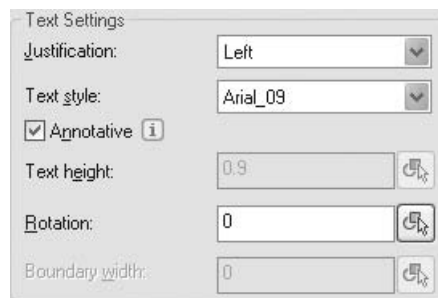 Text Settings
Justification: Left
Text style: Arial_09
Annotative i
Text height: 0.9
Rotation: 0
Boundary width: 0